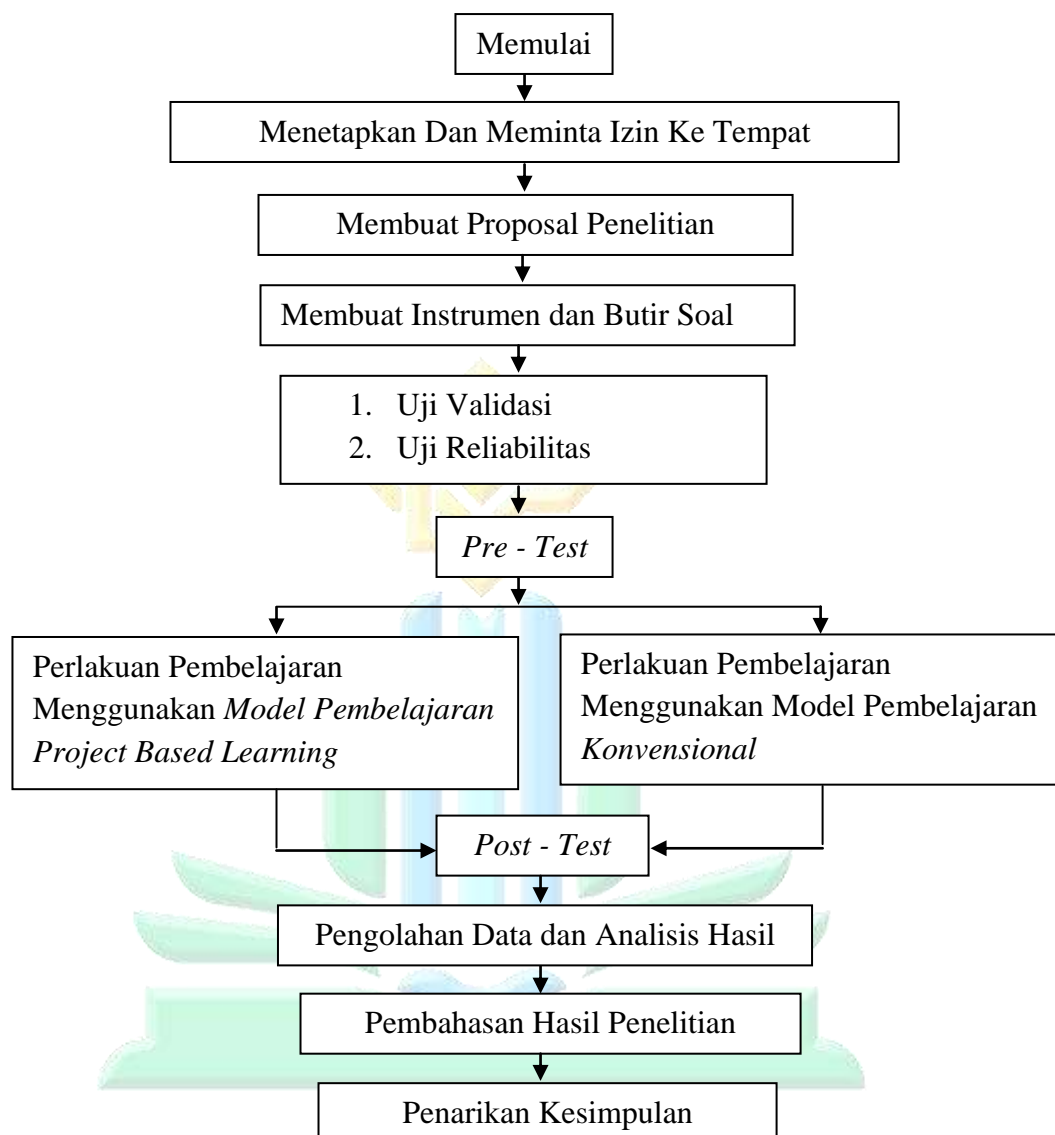 Memulai
Menetapkan Dan Meminta Izin Ke Tempat
Membuat Proposal Penelitian
Membuat Instrumen dan Butir Soal
1. Uji Validasi
2. Uji Reliabilitas
Pre - Test
Perlakuan Pembelajaran
Menggunakan Model Pembelajaran
Project Based Learning
Perlakuan Pembelajaran
Menggunakan Model Pembelajaran
Konvensional
Post - Test
Pengolahan Data dan Analisis Hasil
Pembahasan Hasil Penelitian
Penarikan Kesimpulan